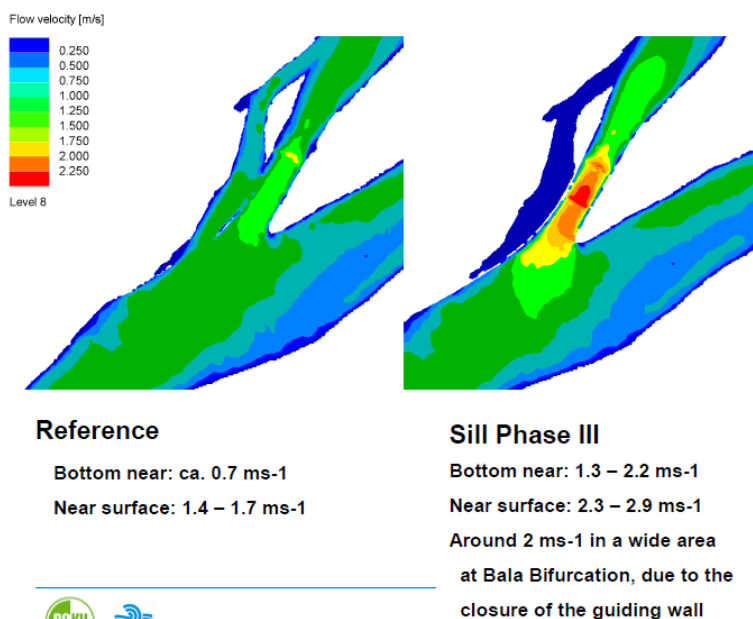 Flow velocity [m/s]
0.250
0.500
0.750
1.000
1.250
1.500
1.750
2.000
2.250
Level 8
Reference
Bottom near: ca. 0.7 ms-1
Near surface: 1.4 – 1.7 ms-1
Sill Phase III
Bottom near: 1.3 – 2.2 ms-1
Near surface: 2.3 – 2.9 ms-1
Around 2 ms-1 in a wide area
at Bala Bifurcation, due to the
closure of the guiding wall